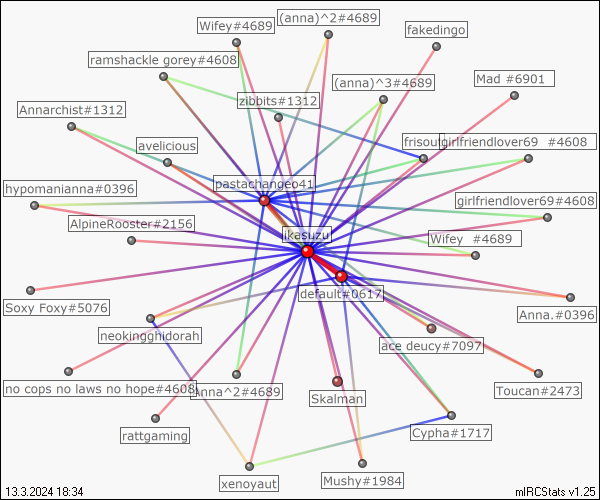 Wifey#4689
(anna)^2#4689
fakedingo
ramshackle gorey#4608
(anna)^3#4689
Mad #6901
zibbits#1312
Annarchist#1312
avelicious
girlfriendlover69 #4608
pastachangeo41
hypomanianna#0396
girlfriendlover69#4608
AlpineRooster#2156
ikasuzu
Wifey #4689
default#0617
Soxy Foxy#5076
Anna.#0396
neokingghidorah
ace deucy#7097
no cops no laws no hope#4608
Anna^2#4689
Skalman
Toucan#2473
rattgaming
Cypha#1717
xenoyaut
Mushy#1984
13.3.2024 18:34
mIRCStats v1.25